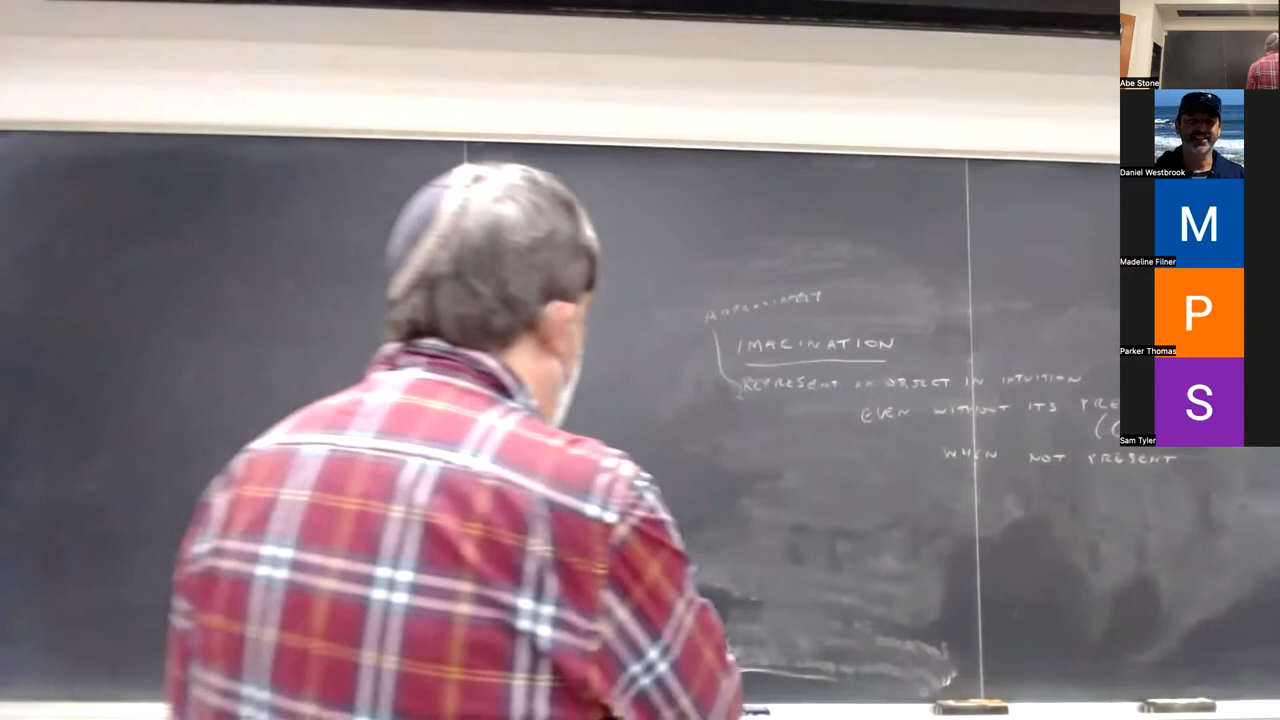 IMAGINATION
REPRESENT AN OBJECT IN INTUITION
EVEN WITHOUT ITS PRE
(C
WHEN NOT PRESENT
Abe Stone
Daniel Westbrook
M
Madeline Filner
P
Parker Thomas
S
Sam Tyler